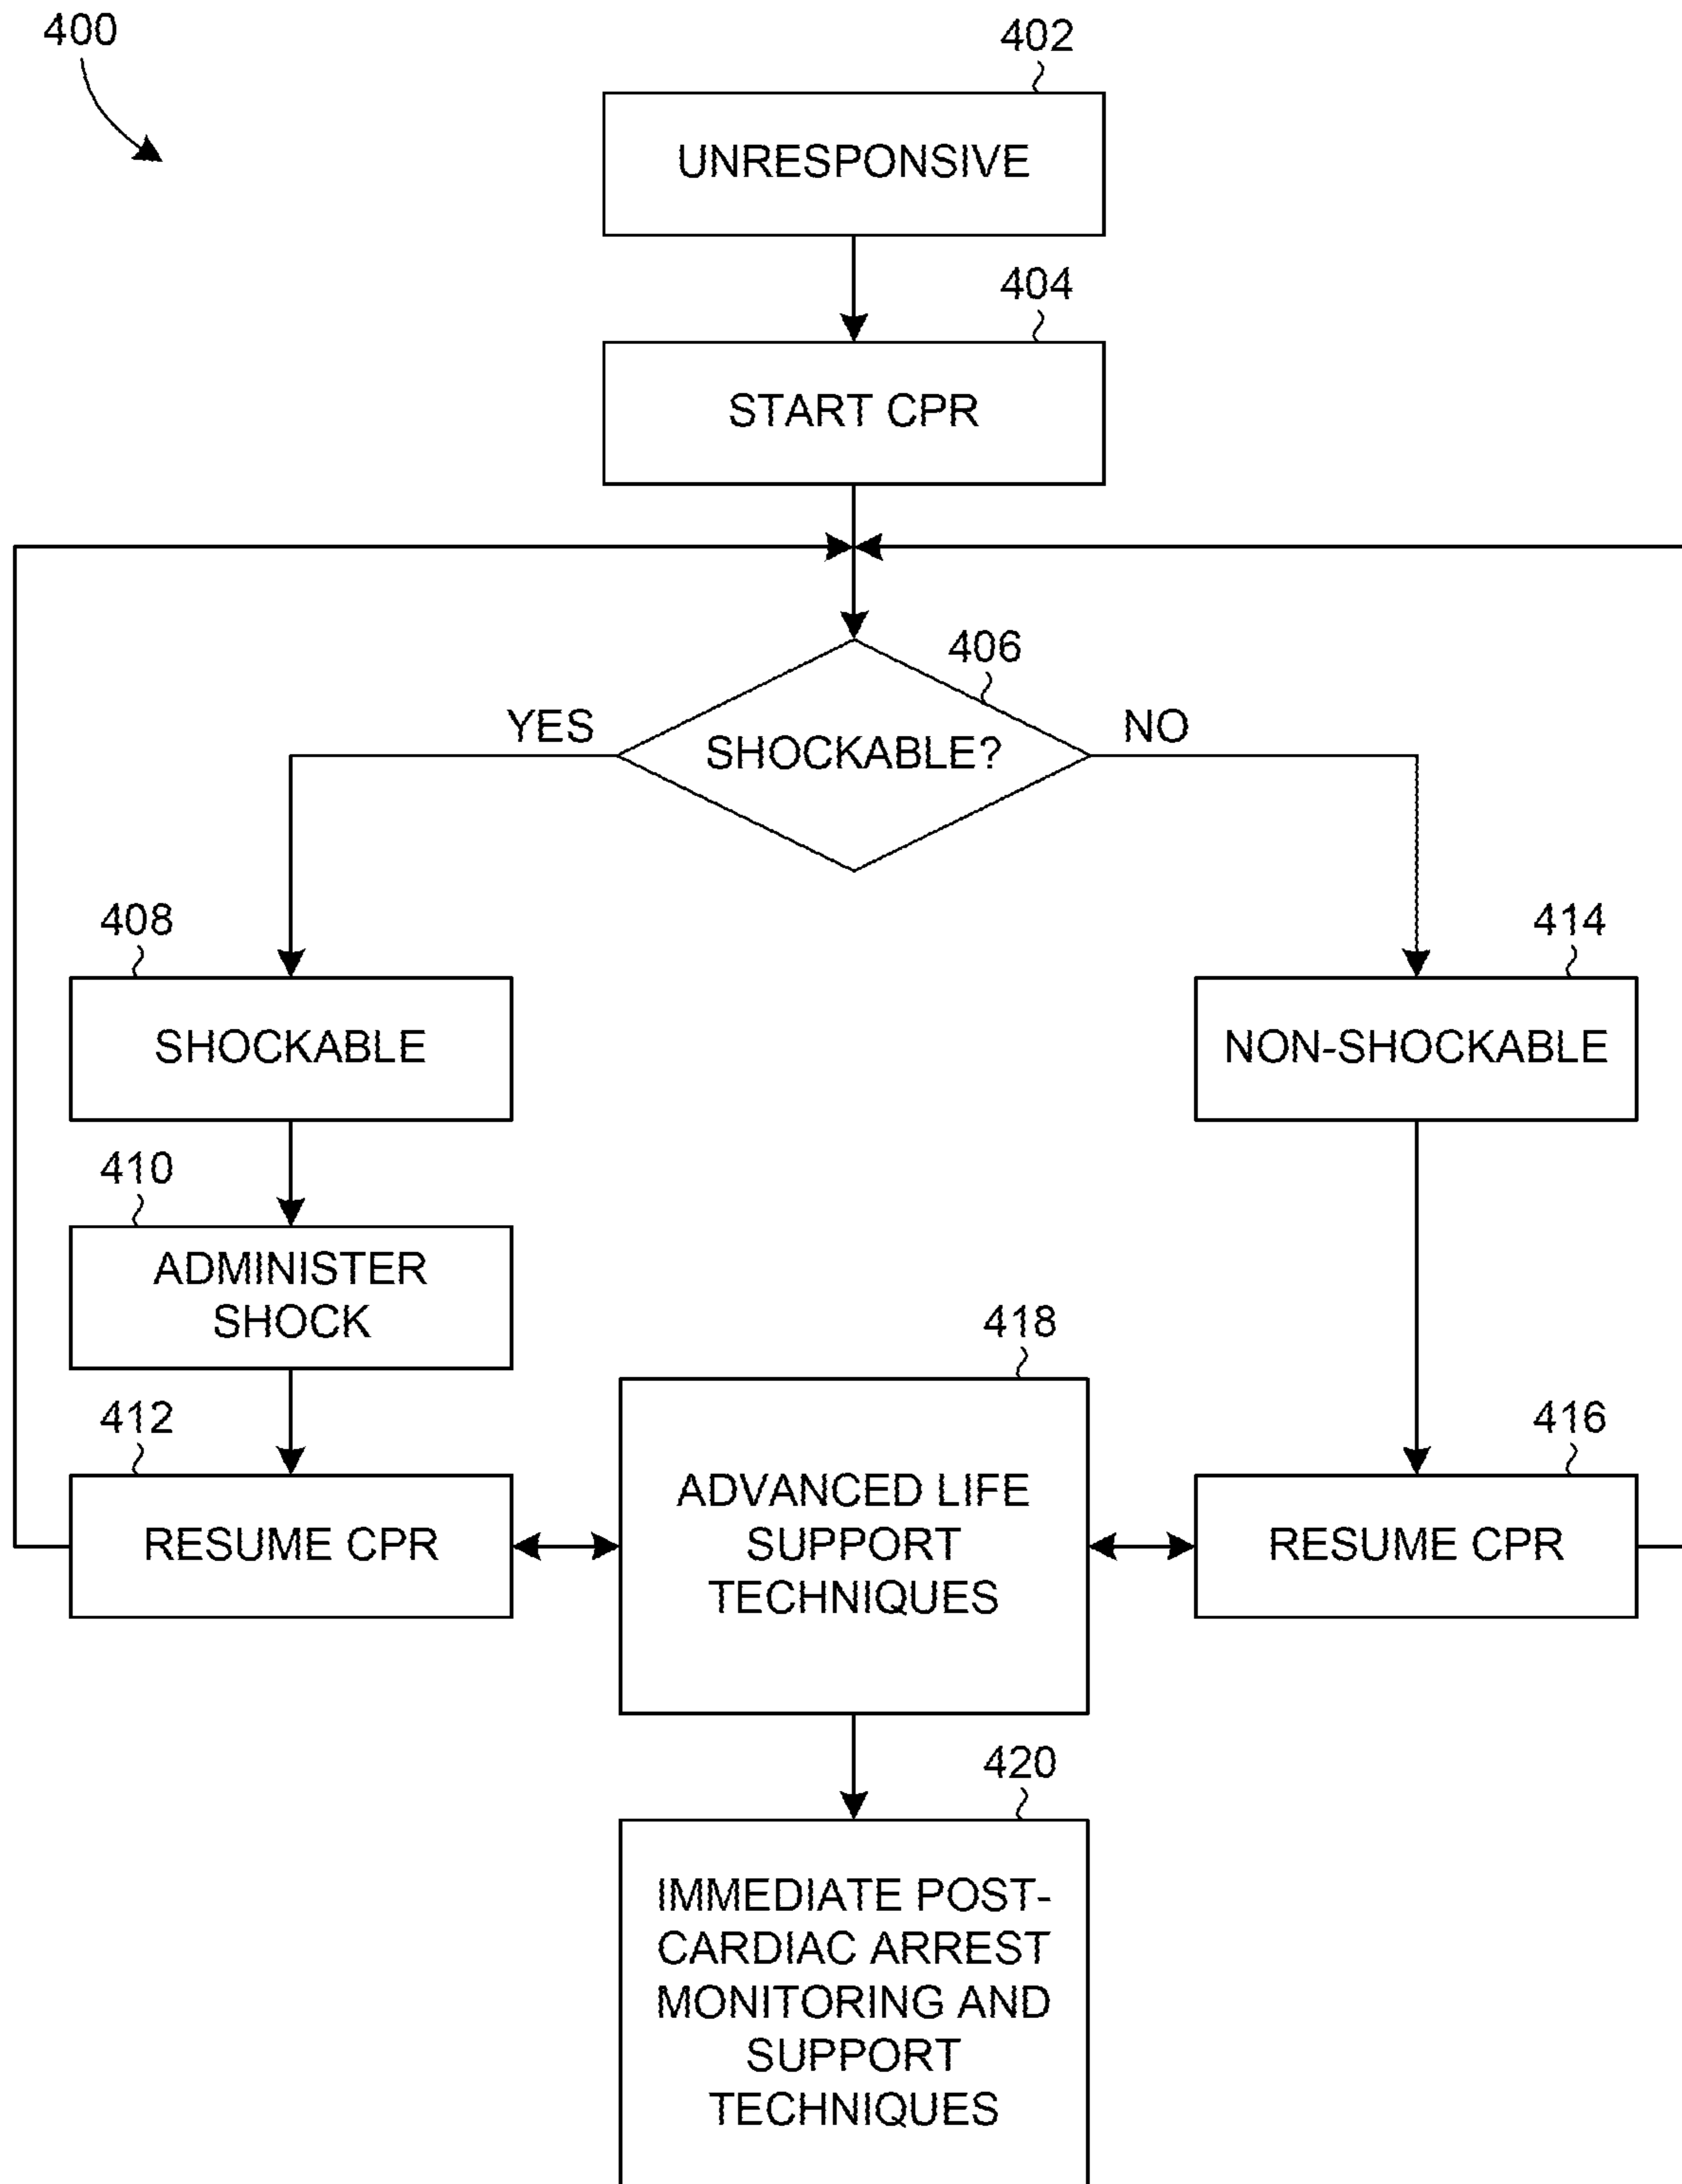 400
402
UNRESPONSIVE
404
START CPR
406
YES
SHOCKABLE?
NO
408
SHOCKABLE
414
NON-SHOCKABLE
410
ADMINISTER
SHOCK
412
RESUME CPR
418
ADVANCED LIFE
SUPPORT
TECHNIQUES
416
RESUME CPR
420
IMMEDIATE POST-
CARDIAC ARREST
MONITORING AND
SUPPORT
TECHNIQUES